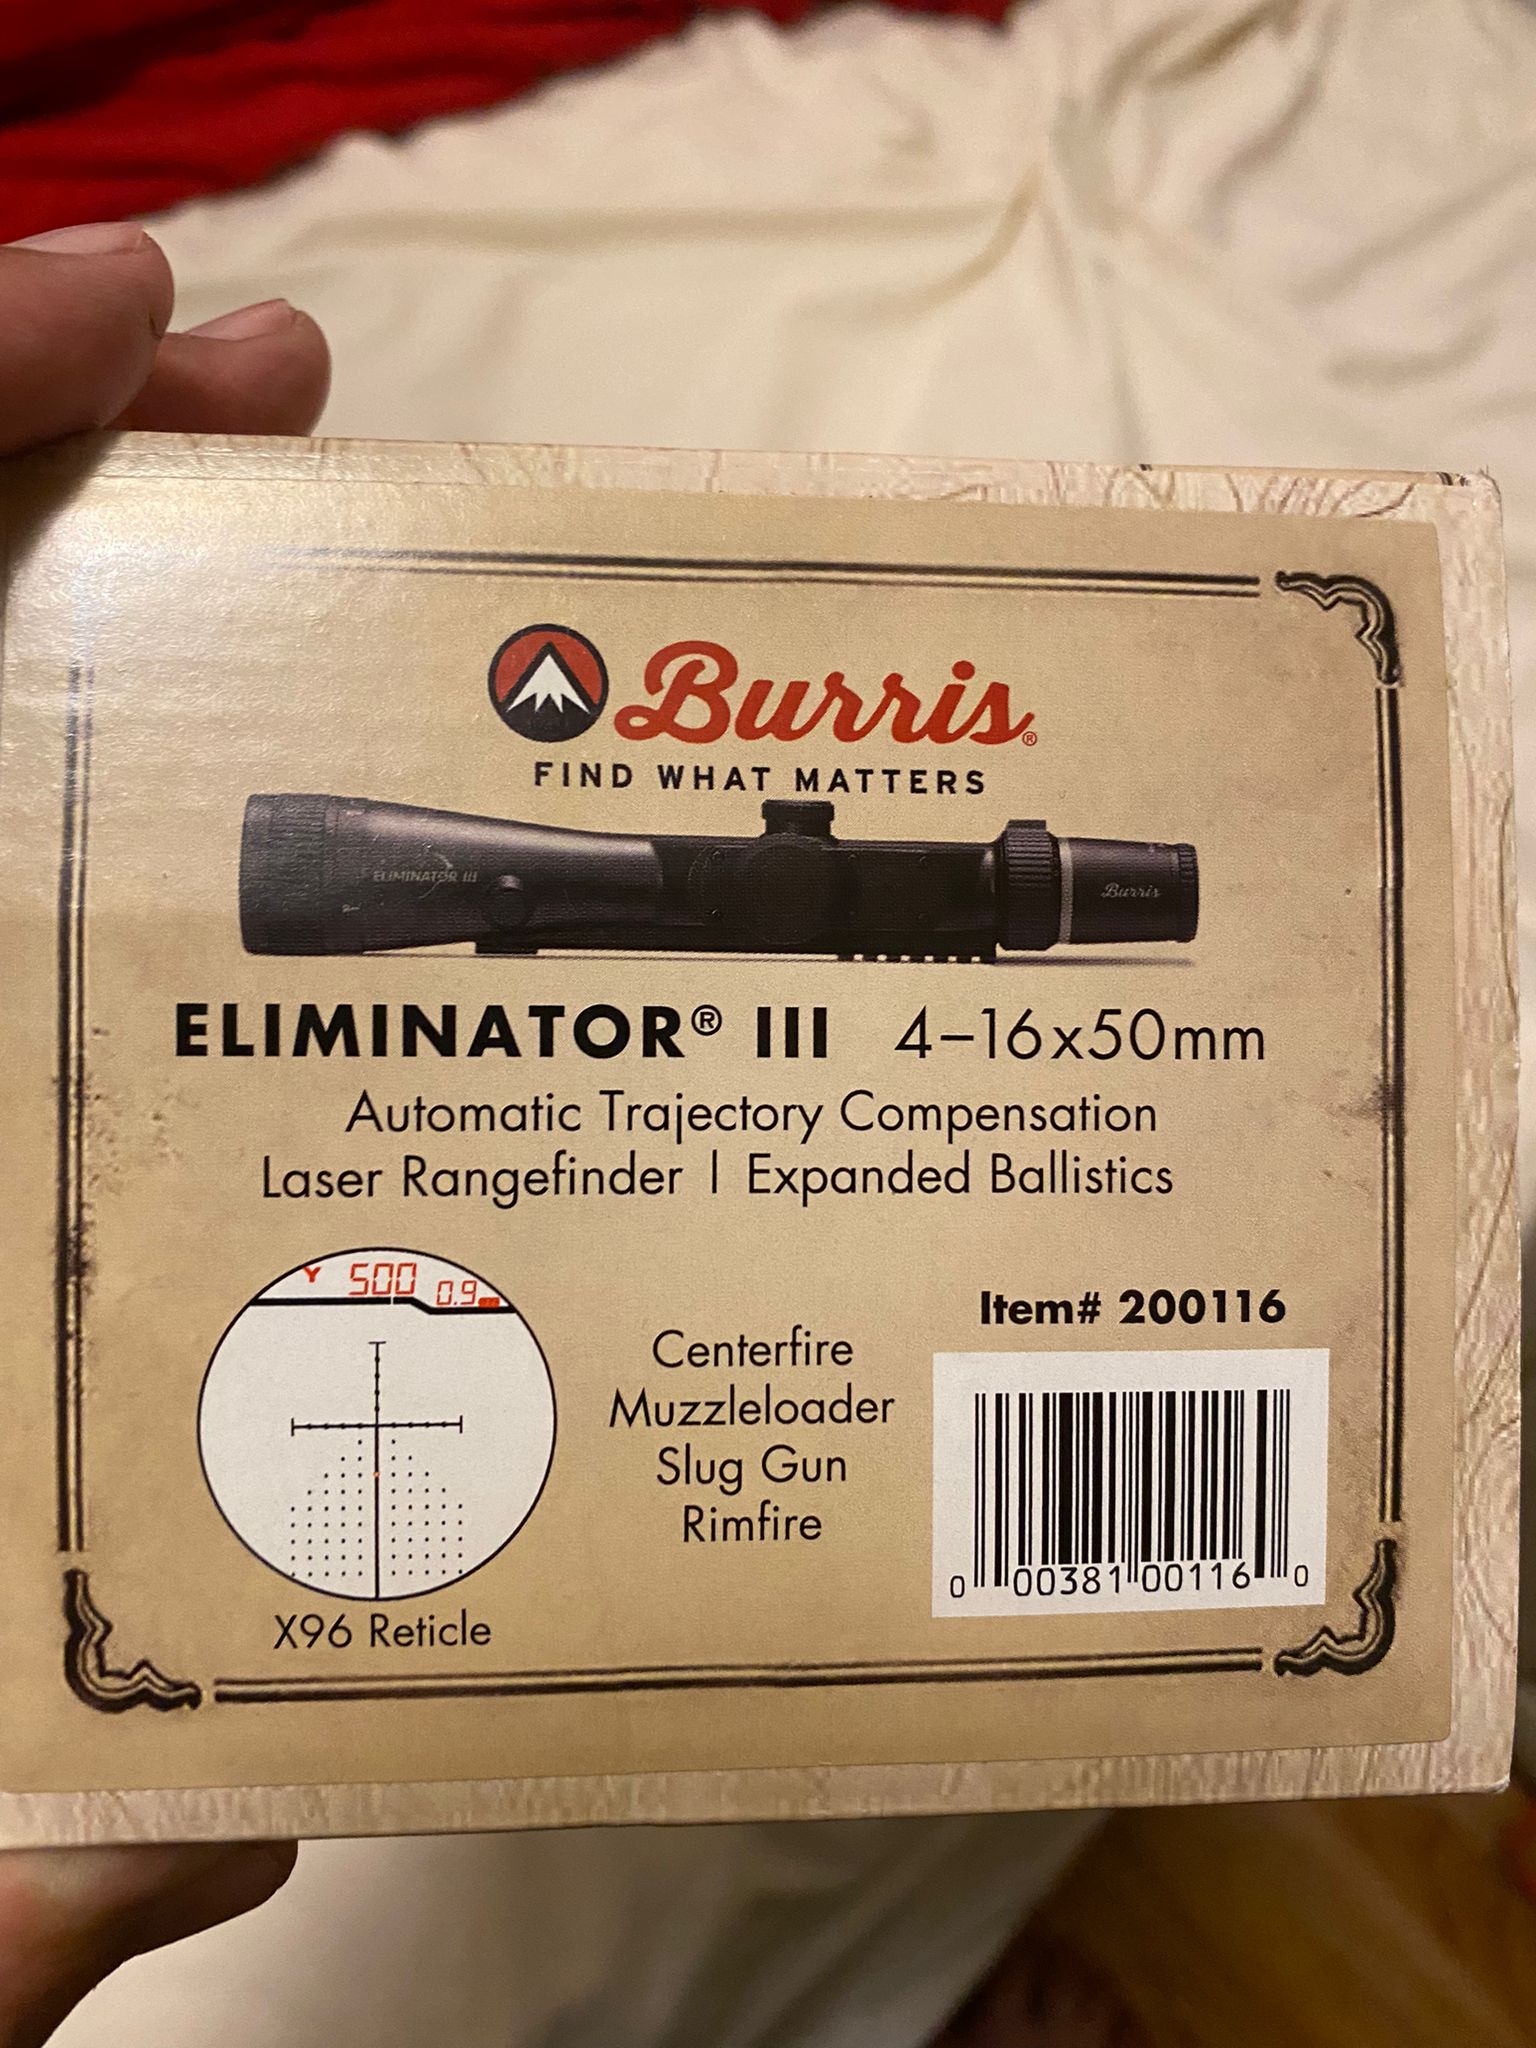 Burris®
FIND WHAT MATTERS
ELIMINATOR III
Burris
ELIMINATOR® III 4–16x50mm
Automatic Trajectory Compensation
Laser Rangefinder | Expanded Ballistics
Y 500 0.9
X96 Reticle
Centerfire
Muzzleloader
Slug Gun
Rimfire
Item# 200116
0 00381 00116 0